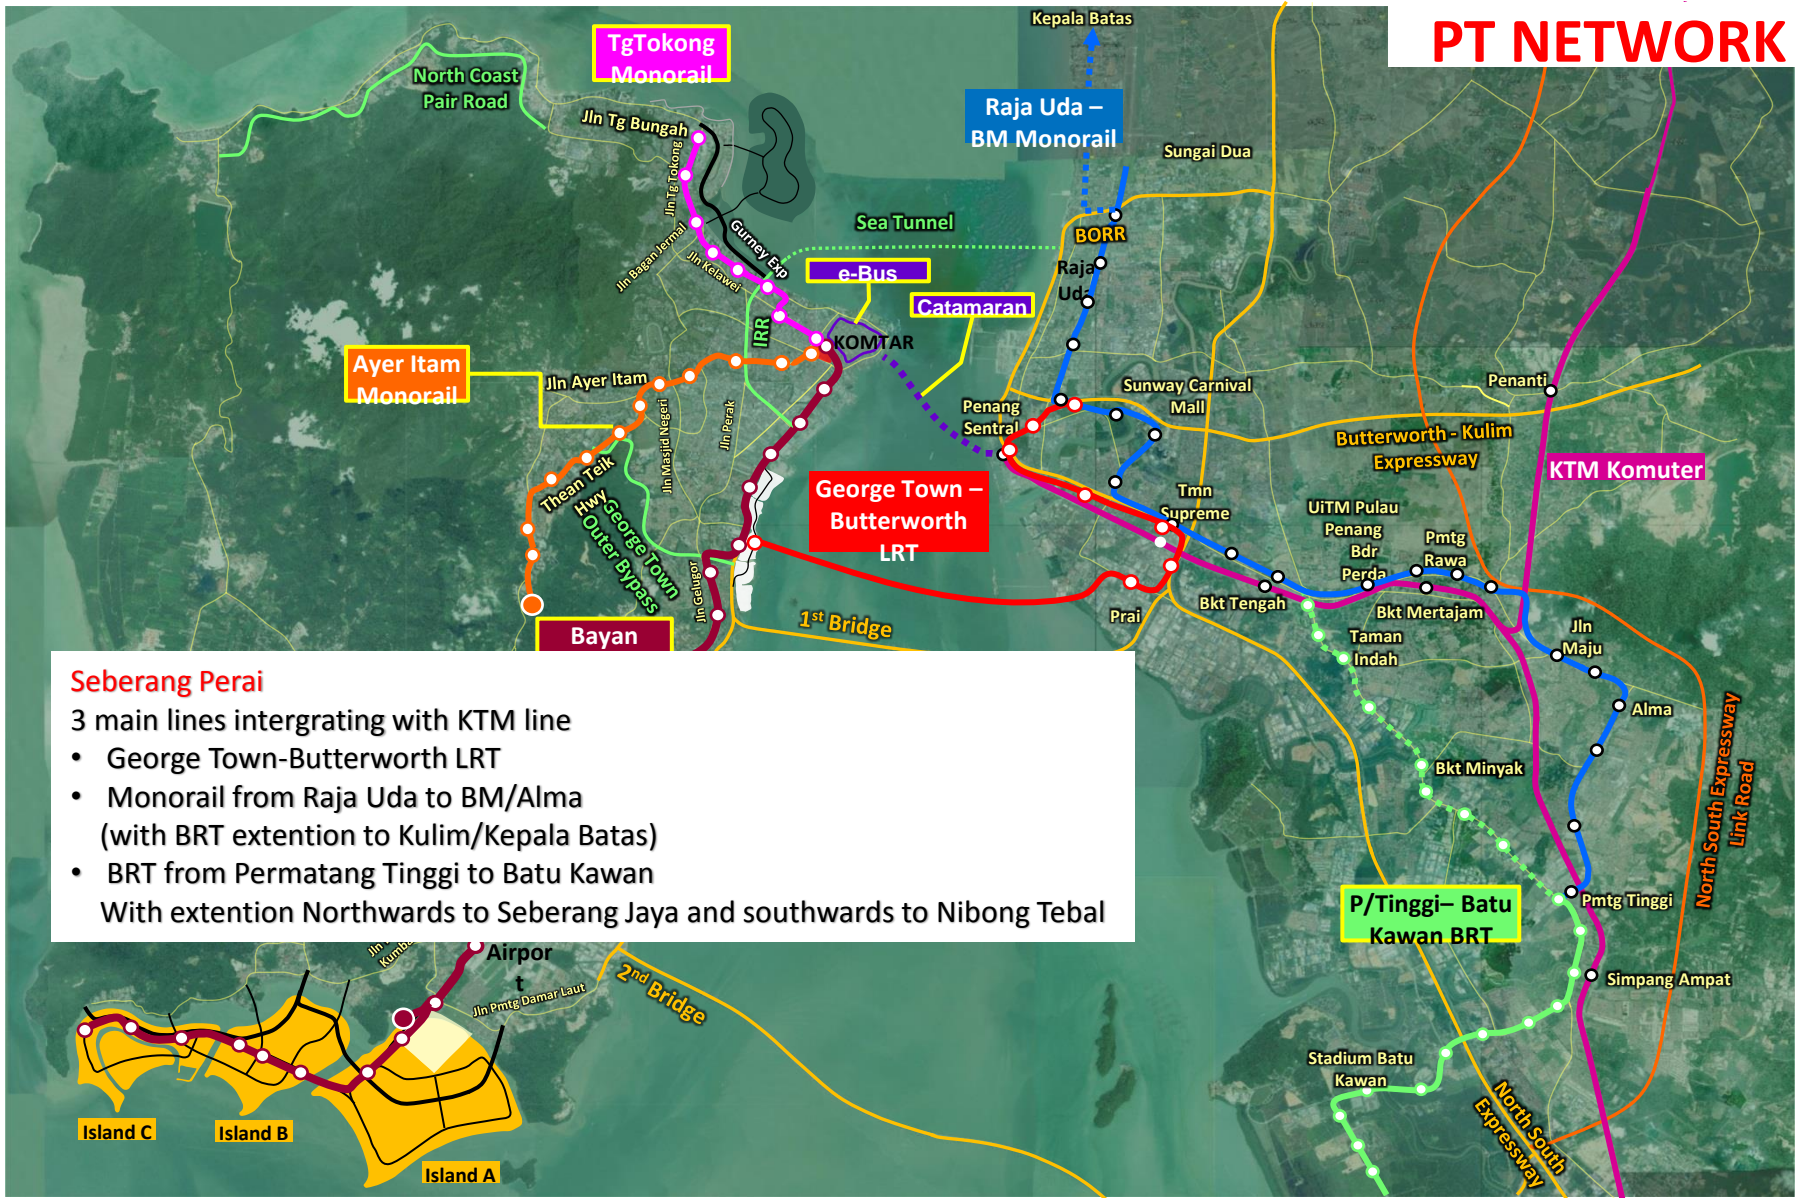 PT NETWORK
Kepala Batas
TgTokong
Monorail
North Coast
Pair Road
Raja Uda –
BM Monorail
Jln Tg Bungah
Sungai Dua
Jln Tg Tokong
Sea Tunnel
BORR
Gurney Exp
Jln Bagan Jermal
Jln Kelawei
e-Bus
Raja
Uda
Catamaran
IRR
KOMTAR
Ayer Itam
Monorail
Jln Ayer Itam
Sunway Carnival
Mall
Penanti
Penang
Sentral
Jln Perak
Jln Masjid Negeri
Butterworth - Kulim
Expressway
KTM Komuter
Thean Teik
Hwy
George Town
Outer Bypass
George Town –
Butterworth
LRT
Tmn
Supreme
UiTM Pulau
Penang
Bdr
Perda
Pmtg
Rawa
Jln Gelugor
Bkt Tengah
Bkt Mertajam
Prai
1st Bridge
Bayan
Jln
Maju
Taman
Indah
Seberang Perai
3 main lines intergrating with KTM line
• George Town-Butterworth LRT
• Monorail from Raja Uda to BM/Alma
(with BRT extention to Kulim/Kepala Batas)
• BRT from Permatang Tinggi to Batu Kawan
With extention Northwards to Seberang Jaya and southwards to Nibong Tebal
Alma
Bkt Minyak
North South Expressway
Link Road
P/Tinggi– Batu
Kawan BRT
Pmtg Tinggi
Airpor
t
Jln Pmtg Damar Laut
2nd Bridge
Simpang Ampat
Stadium Batu
Kawan
North South
Expressway
Island C
Island B
Island A